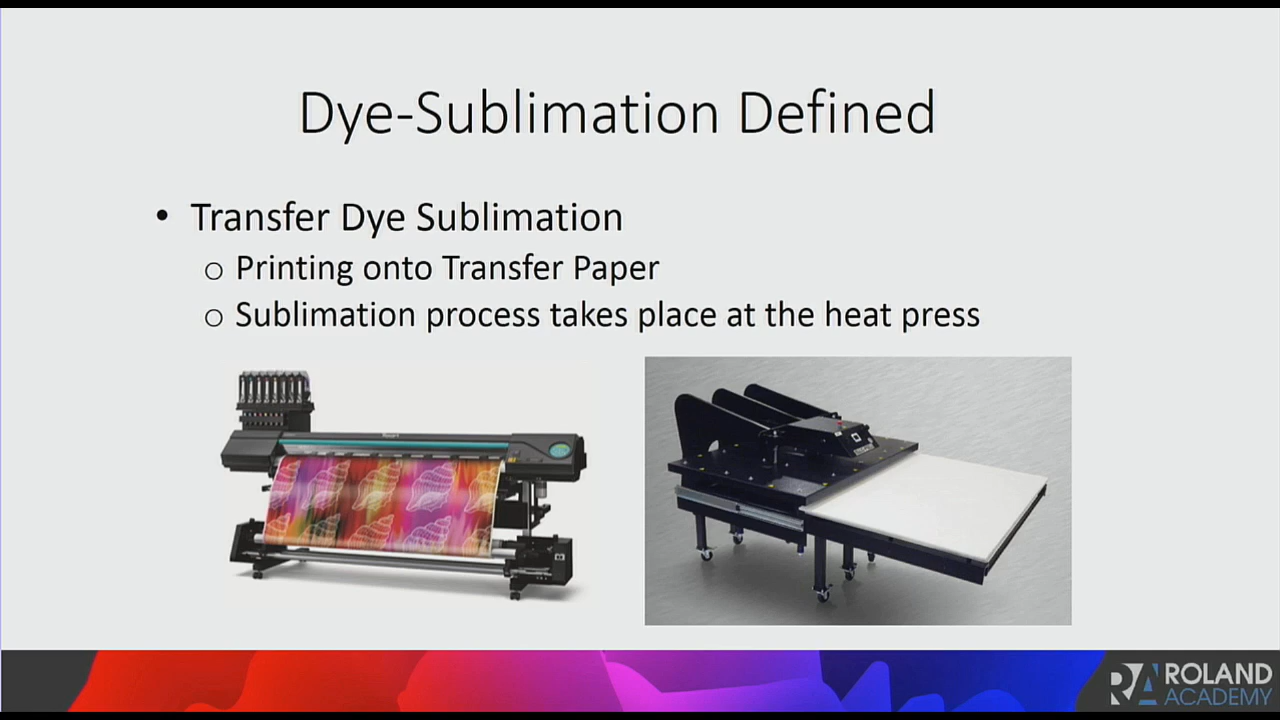 Dye-Sublimation Defined
• Transfer Dye Sublimation
o Printing onto Transfer Paper
o Sublimation process takes place at the heat press
RA ROLAND
ACADEMY